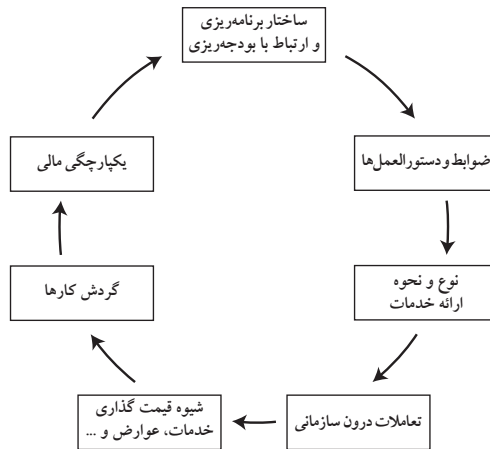 ساختار برنامه‌ریزی
و ارتباط با بودجه‌ریزی
ضوابط و دستورالعمل‌ها
نوع و نحوه
ارائه خدمات
تعاملات درون سازمانی
شیوه قیمت گذاری
خدمات، عوارض و ...
گردش کارها
یکپارچگی مالی